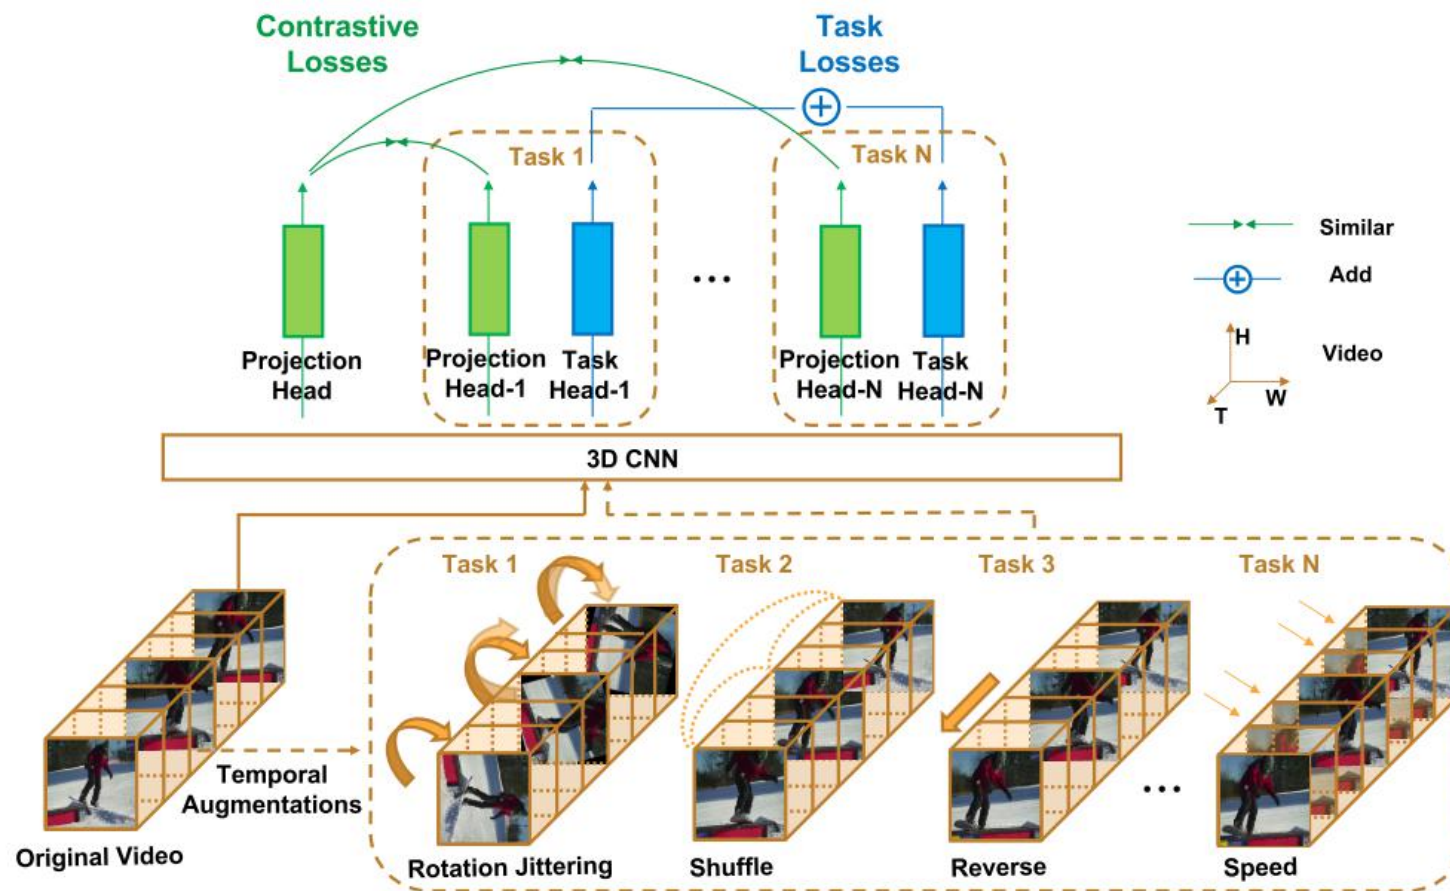 Contrastive
Losses
Task
Losses
Task 1
Task N
Similar
Add
H
W
T
Video
Projection
Head
Projection
Head-1
Task
Head-1
...
Projection
Head-N
Task
Head-N
3D CNN
Task 1
Task 2
Task 3
Task N
Temporal
Augmentations
...
Original Video
Rotation Jittering
Shuffle
Reverse
Speed